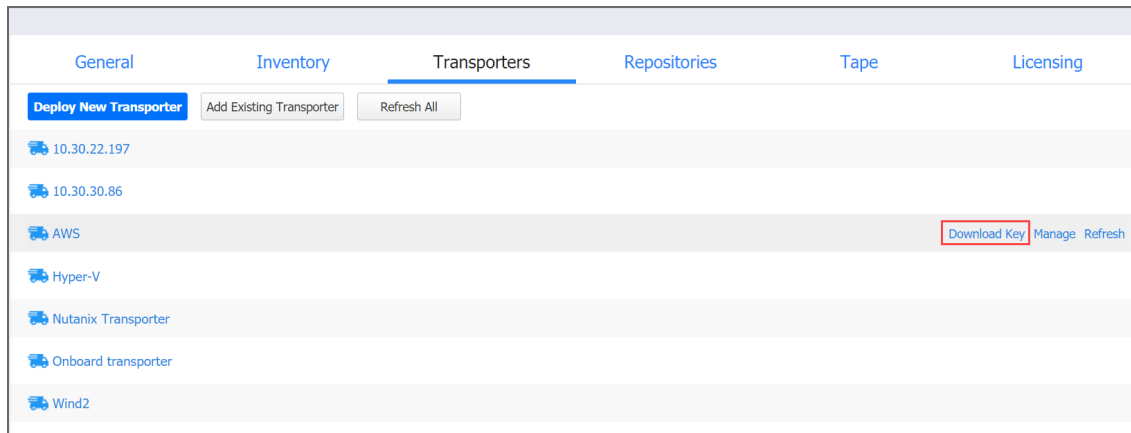 General Inventory Transporters Repositories Tape Licensing
Deploy New Transporter Add Existing Transporter Refresh All
10.30.22.197
10.30.30.86
AWS Download Key Manage Refresh
Hyper-V
Nutanix Transporter
Onboard transporter
Wind2